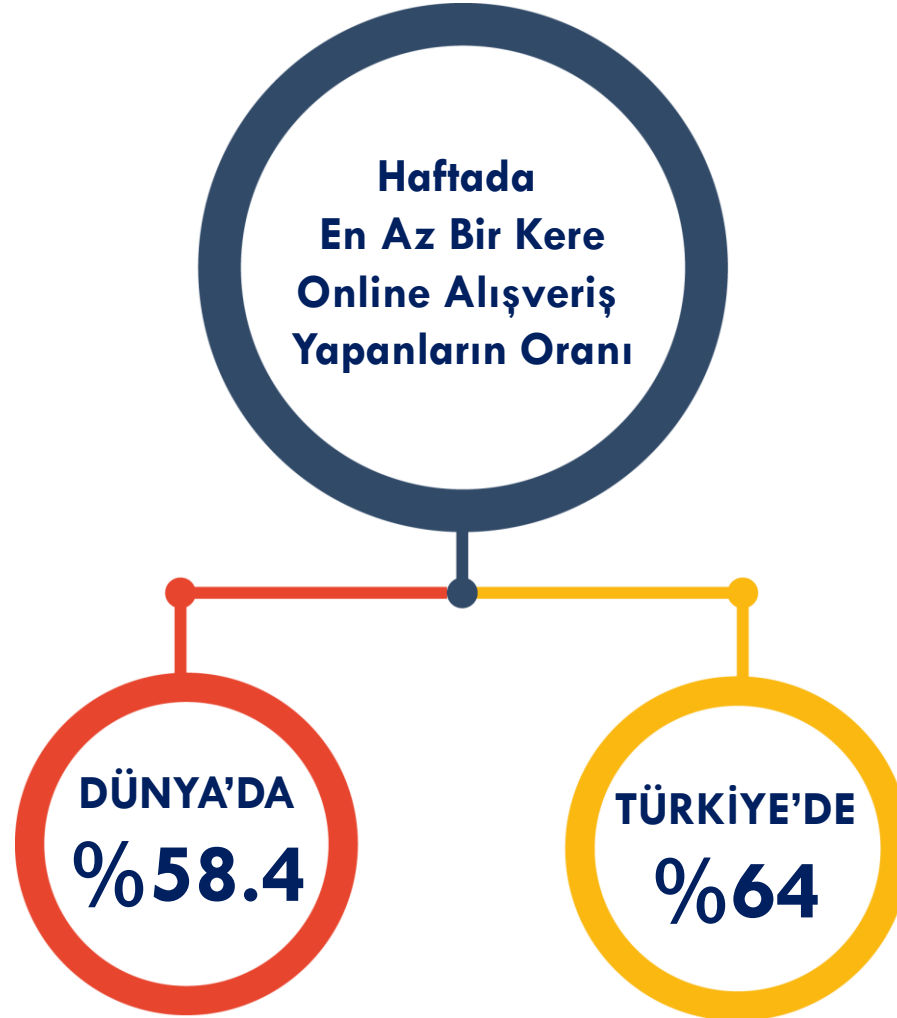 Haftada
En Az Bir Kere
Online Alışveriş
Yapanların Oranı
DÜNYA’DA
%58.4
TÜRKİYE’DE
%64